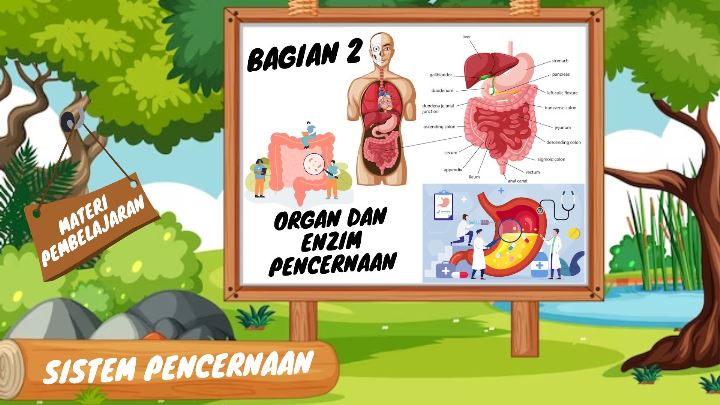 BAGIAN 2
ORGAN DAN
ENZIM
PENCERNAAN
liver
gallbladder
duodenum
duodenojejunal
junction
ascending colon
cecum
appendix
ileum
anal canal
rectum
sigmoid colon
descending colon
jejunum
transverse colon
left colic flexure
pancreas
stomach
MATERI
PEMBELAJARAN
SISTEM PENCERNAAN